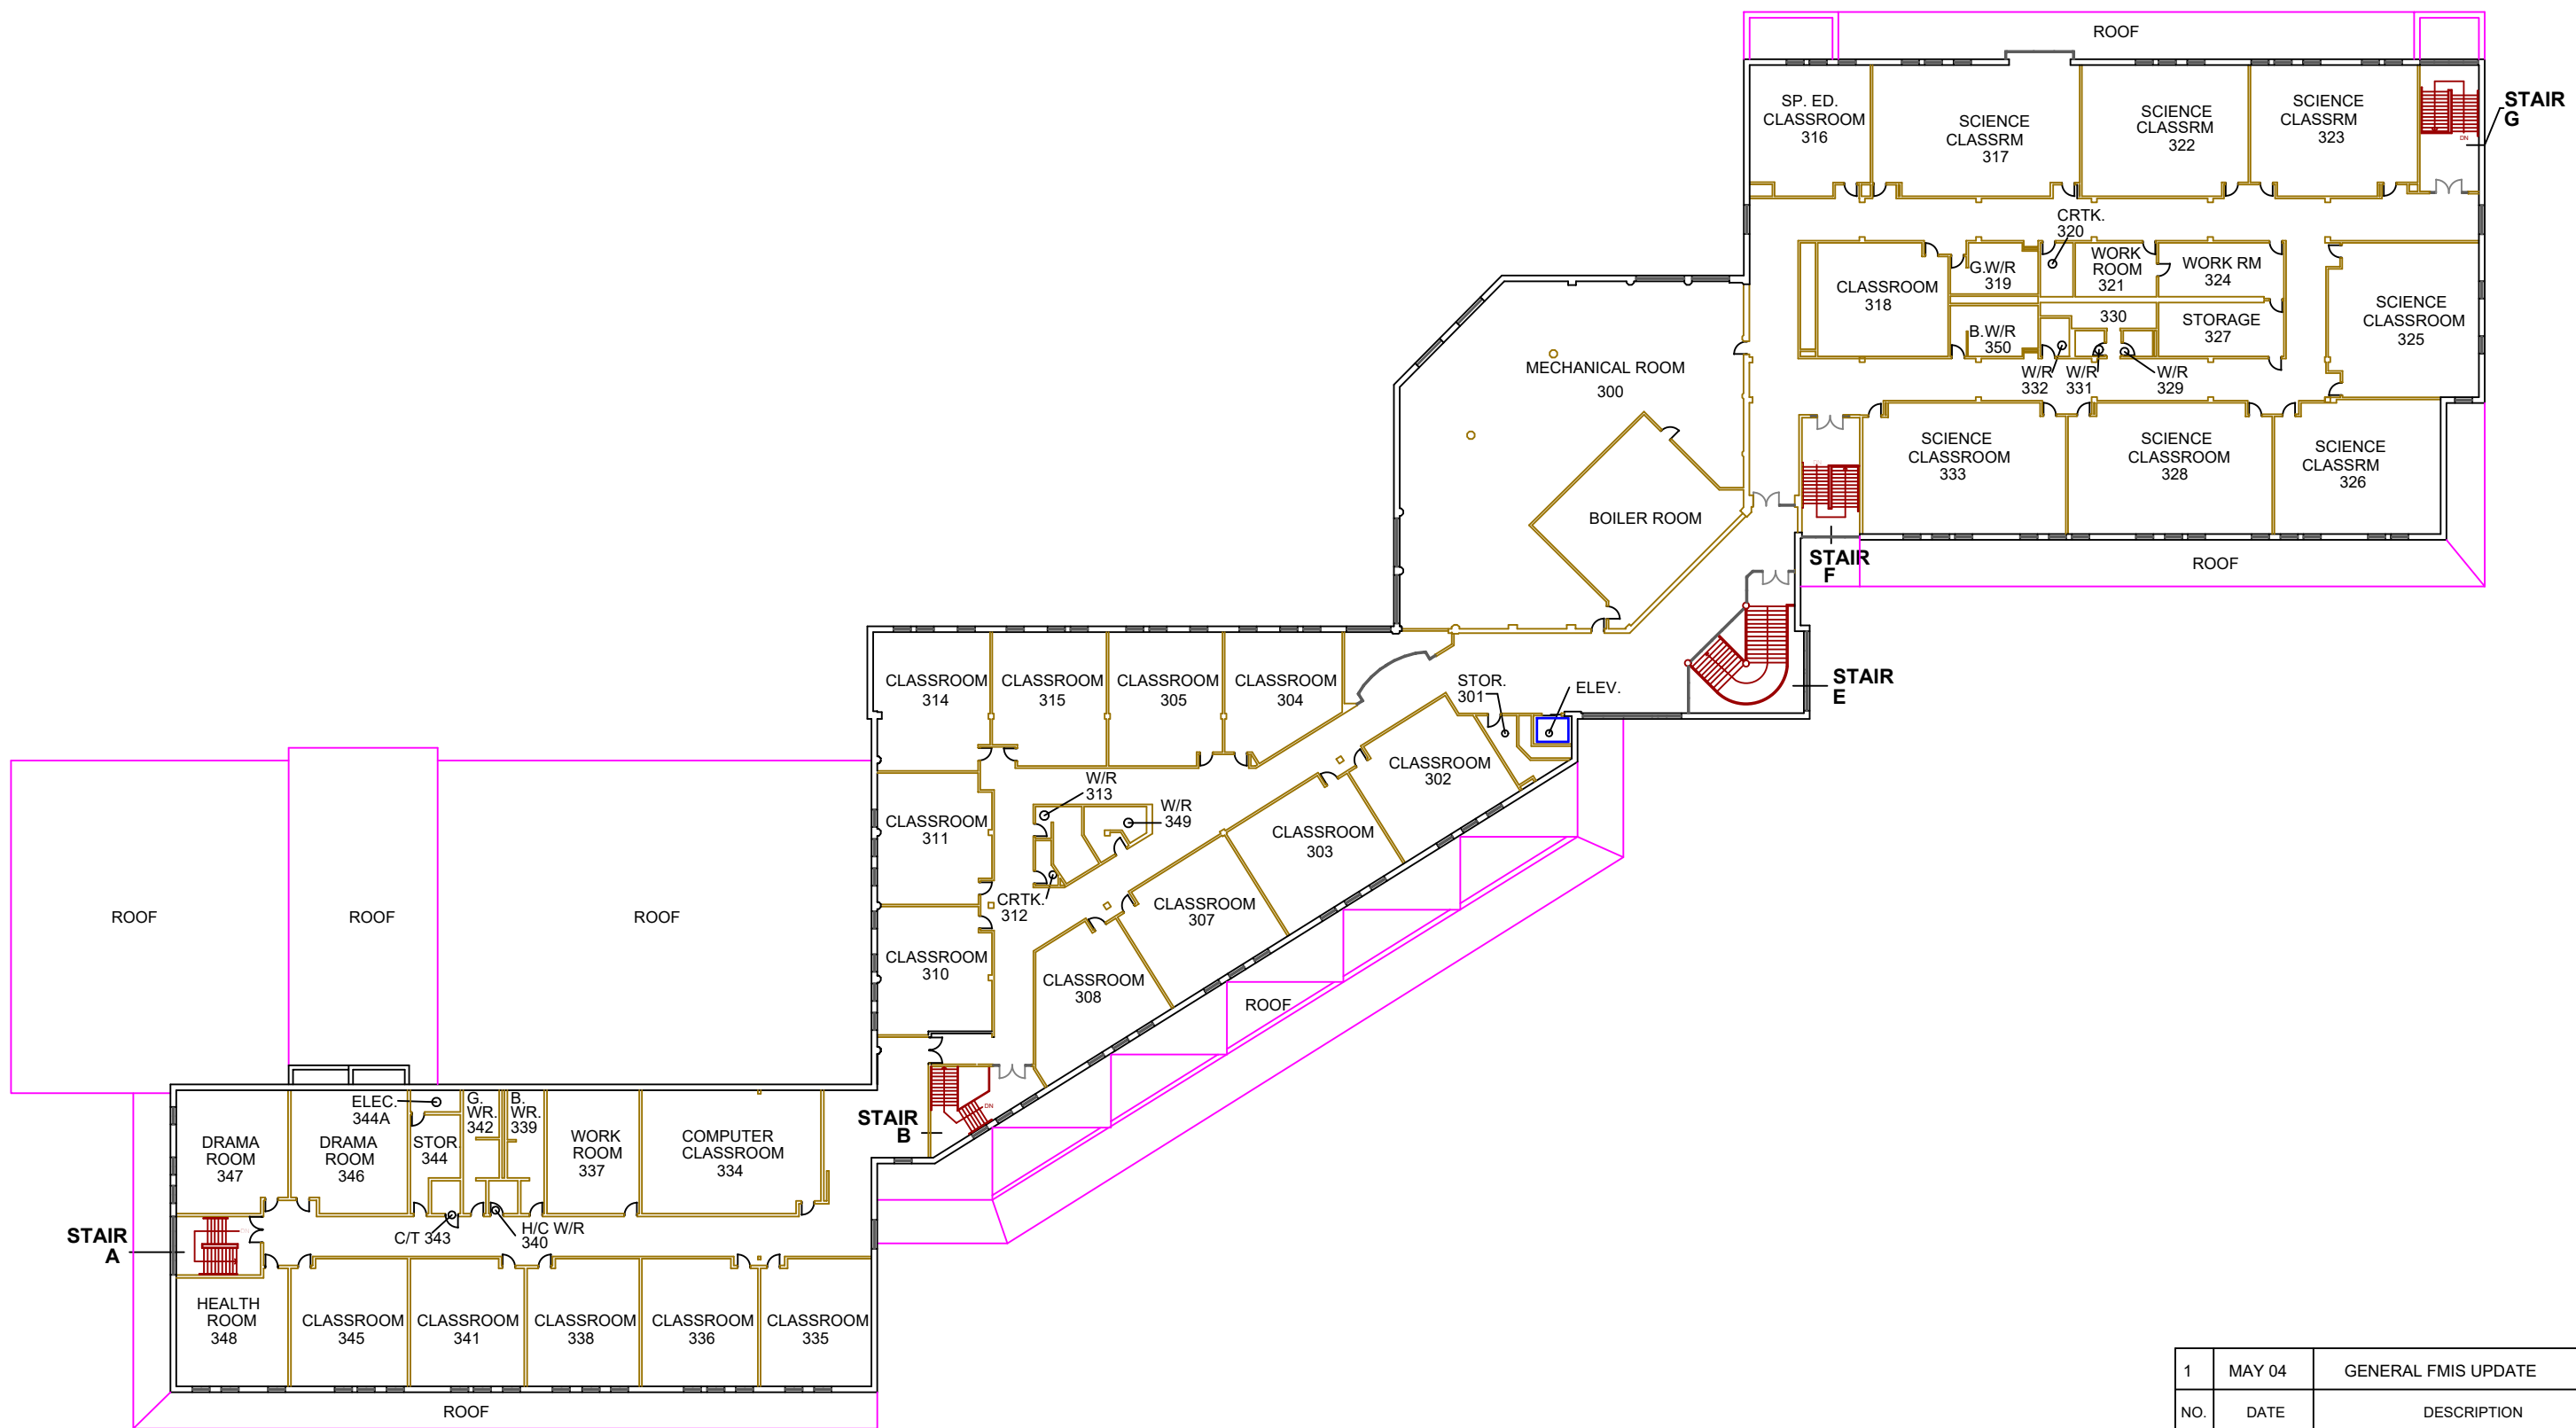 ROOF
SP. ED.
CLASSROOM
316
SCIENCE
CLASSRM
317
SCIENCE
CLASSRM
322
SCIENCE
CLASSRM
323
STAIR
G
DN
CRTK.
320
CLASSROOM
318
G.W/R
319
WORK
ROOM
321
WORK RM
324
B.W/R
350
330
STORAGE
327
SCIENCE
CLASSROOM
325
W/R
332
W/R
331
W/R
329
MECHANICAL ROOM
300
BOILER ROOM
SCIENCE
CLASSROOM
333
SCIENCE
CLASSROOM
328
SCIENCE
CLASSRM
326
STAIR
F
ROOF
CLASSROOM
314
CLASSROOM
315
CLASSROOM
305
CLASSROOM
304
STOR.
301
ELEV.
STAIR
E
CLASSROOM
302
W/R
313
W/R
349
CLASSROOM
311
CLASSROOM
303
CRTK.
312
CLASSROOM
307
CLASSROOM
310
CLASSROOM
308
ROOF
ROOF
ROOF
ROOF
STAIR
B
DN
DRAMA
ROOM
347
DRAMA
ROOM
346
ELEC.
344A
STOR.
344
G.
WR.
342
B.
WR.
339
WORK
ROOM
337
COMPUTER
CLASSROOM
334
STAIR
A
C/T 343
H/C W/R
340
HEALTH
ROOM
348
CLASSROOM
345
CLASSROOM
341
CLASSROOM
338
CLASSROOM
336
CLASSROOM
335
ROOF
1 MAY 04 GENERAL FMIS UPDATE
NO. DATE DESCRIPTION